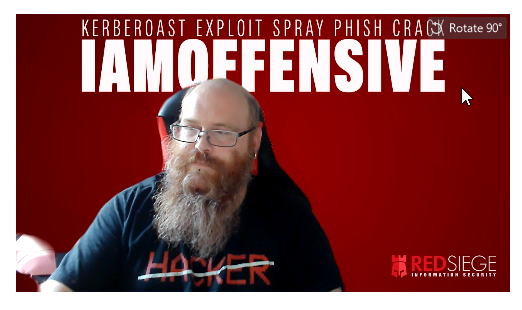 KERBEROAST EXPLOIT SPRAY PHISH CRACK
Rotate 90°
IAMOFFENSIVE
HACKER
REDSIEGE
INFORMATION SECURITY